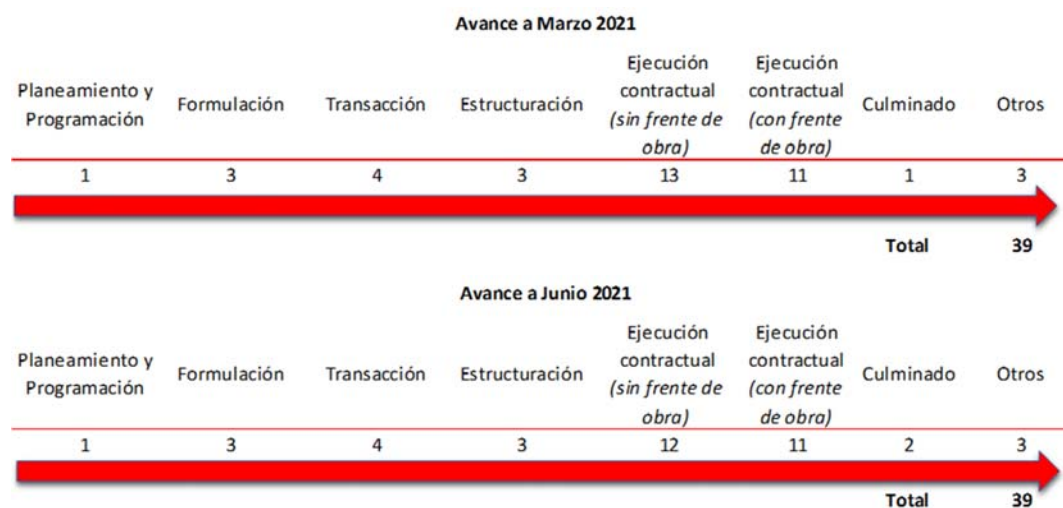 Avance a Marzo 2021
Planeamiento y Programación
Formulación
Transacción
Estructuración
Ejecución contractual (sin frente de obra)
Ejecución contractual (con frente de obra)
Culminado
Otros
1 3 4 3 13 11 1 3
Total 39
Avance a Junio 2021
Planeamiento y Programación
Formulación
Transacción
Estructuración
Ejecución contractual (sin frente de obra)
Ejecución contractual (con frente de obra)
Culminado
Otros
1 3 4 3 12 11 2 3
Total 39